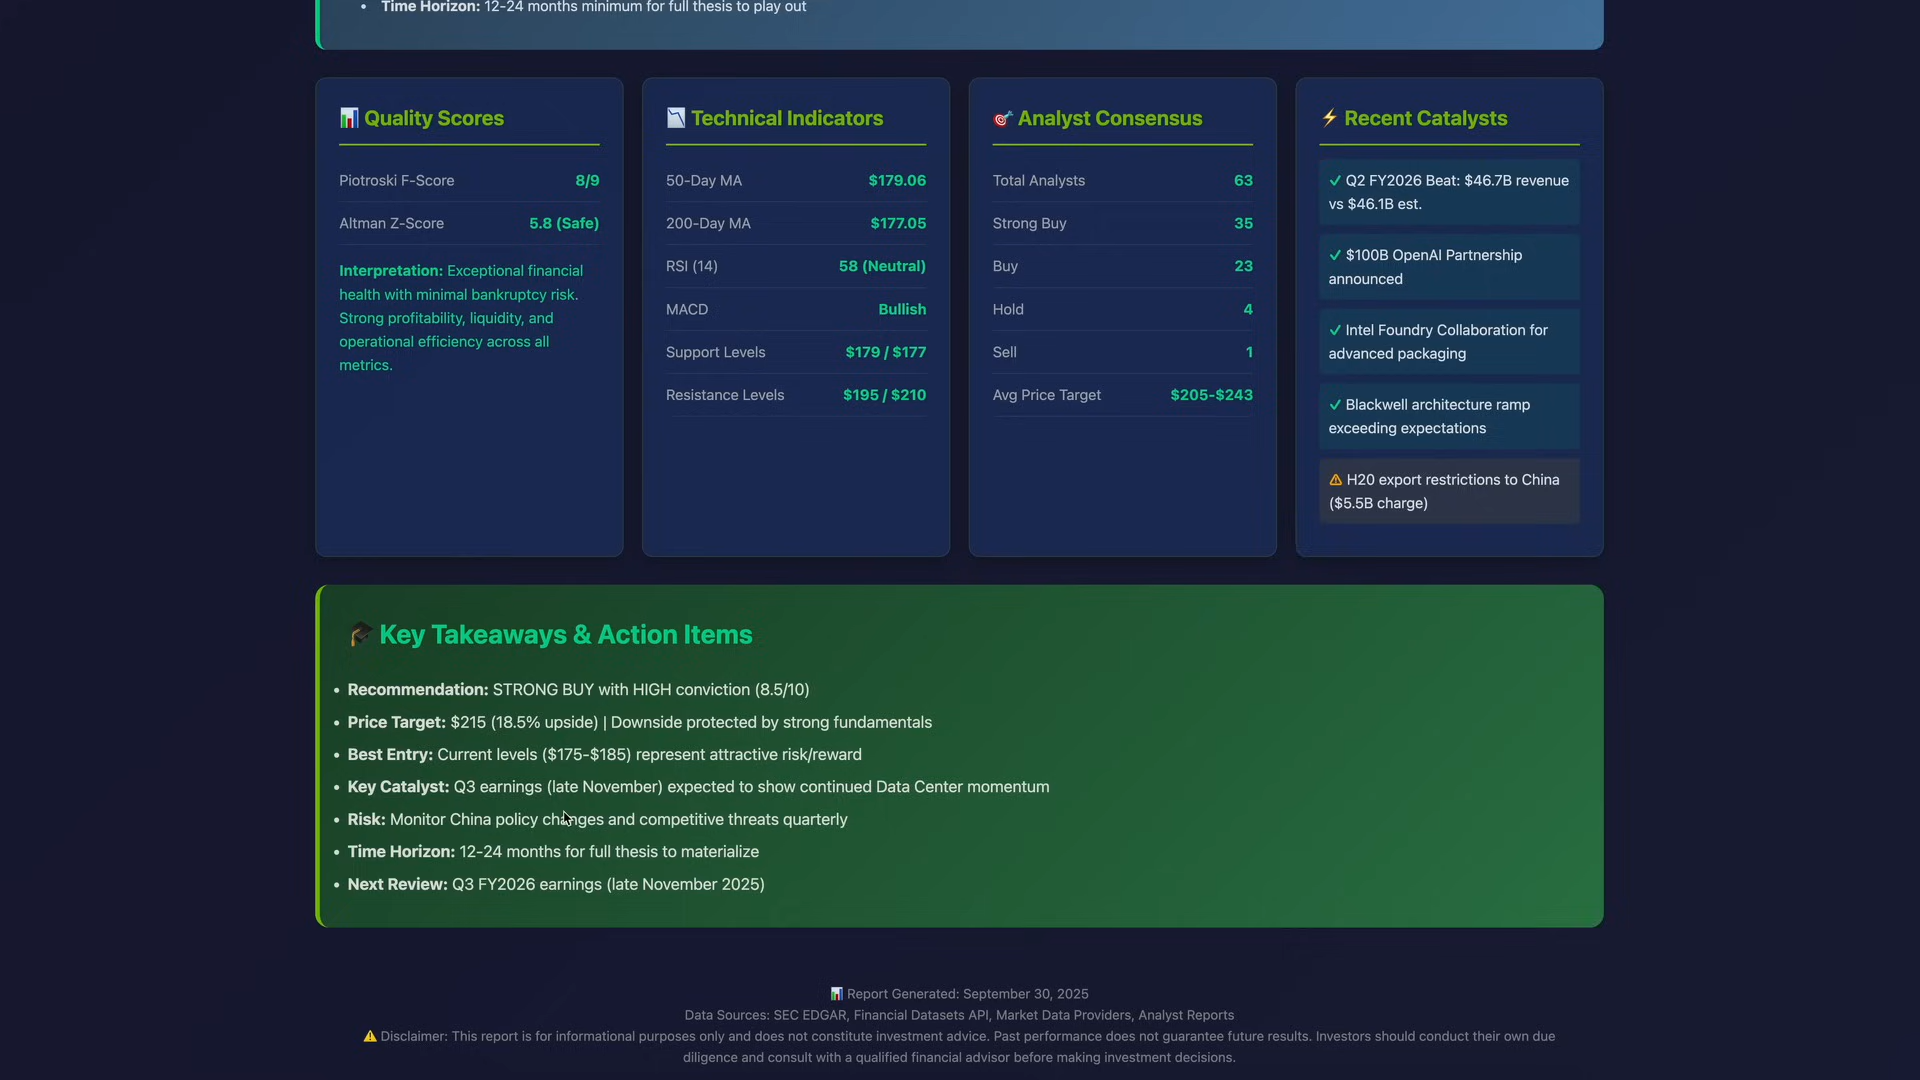 Time Horizon: 12-24 months minimum for full thesis to play out
Quality Scores
Piotroski F-Score 8/9
Altman Z-Score 5.8 (Safe)
Interpretation: Exceptional financial
health with minimal bankruptcy risk.
Strong profitability, liquidity, and
operational efficiency across all
metrics.
Technical Indicators
50-Day MA $179.06
200-Day MA $177.05
RSI (14) 58 (Neutral)
MACD Bullish
Support Levels $179 / $177
Resistance Levels $195 / $210
Analyst Consensus
Total Analysts 63
Strong Buy 35
Buy 23
Hold 4
Sell 1
Avg Price Target $205-$243
Recent Catalysts
✓ Q2 FY2026 Beat: $46.7B revenue
vs $46.1B est.
✓ $100B OpenAI Partnership
announced
✓ Intel Foundry Collaboration for
advanced packaging
✓ Blackwell architecture ramp
exceeding expectations
⚠ H20 export restrictions to China
($5.5B charge)
Key Takeaways & Action Items
Recommendation: STRONG BUY with HIGH conviction (8.5/10)
Price Target: $215 (18.5% upside) | Downside protected by strong fundamentals
Best Entry: Current levels ($175-$185) represent attractive risk/reward
Key Catalyst: Q3 earnings (late November) expected to show continued Data Center momentum
Risk: Monitor China policy changes and competitive threats quarterly
Time Horizon: 12-24 months for full thesis to materialize
Next Review: Q3 FY2026 earnings (late November 2025)
Report Generated: September 30, 2025
Data Sources: SEC EDGAR, Financial Datasets API, Market Data Providers, Analyst Reports
⚠ Disclaimer: This report is for informational purposes only and does not constitute investment advice. Past performance does not guarantee future results. Investors should conduct their own due
diligence and consult with a qualified financial advisor before making investment decisions.